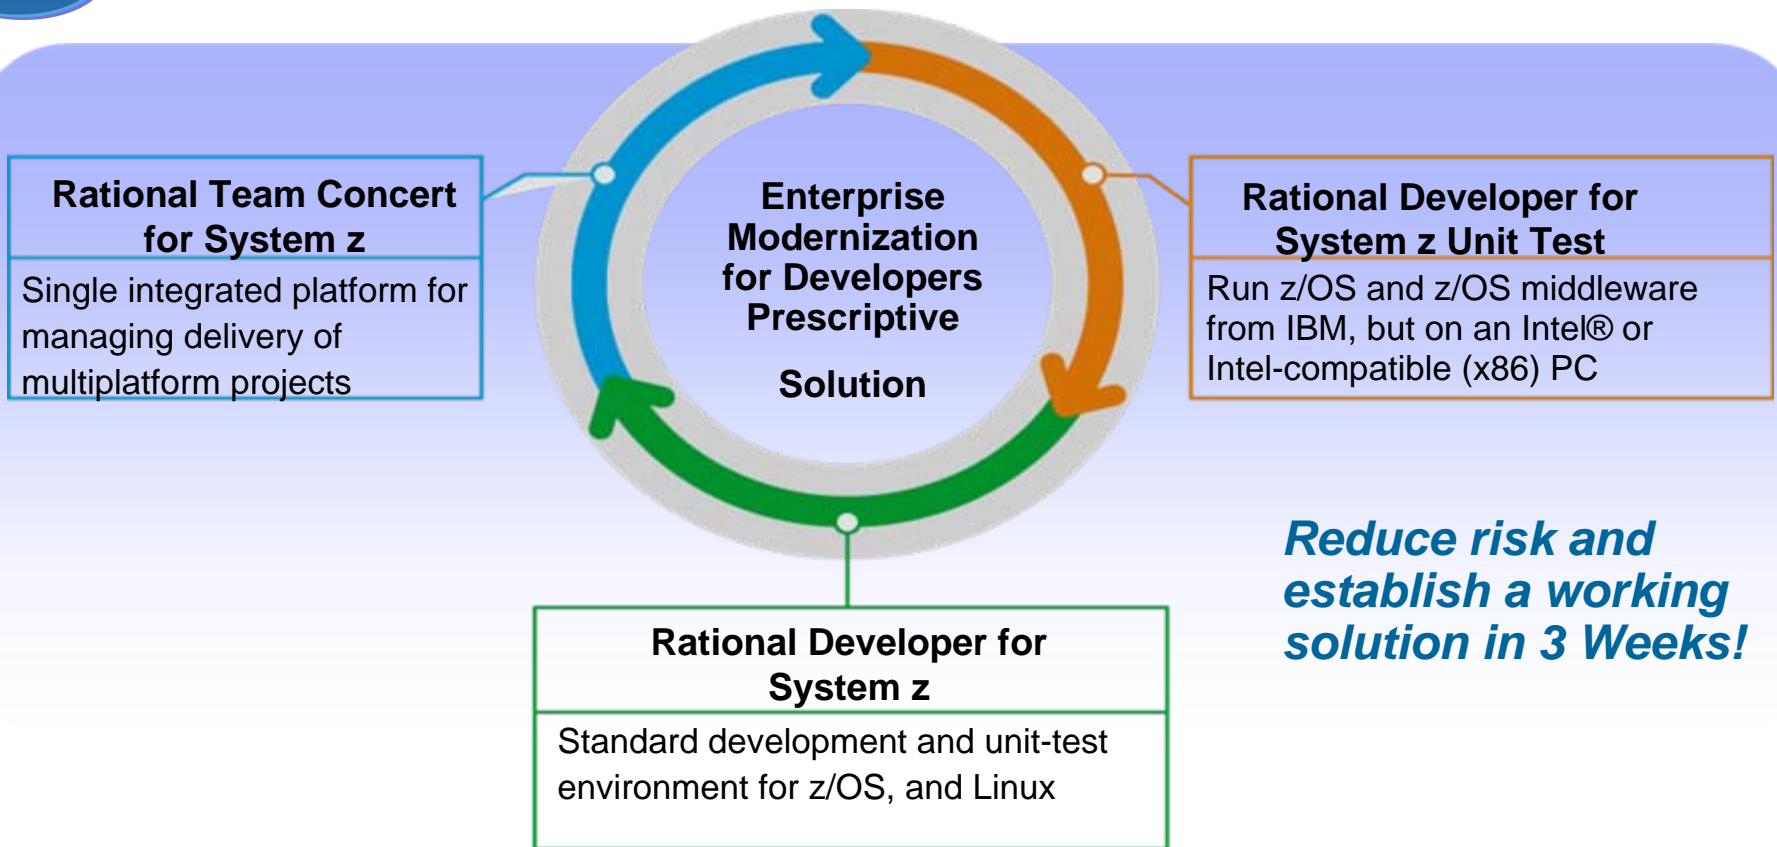 Rational Team Concert
for System z
Single integrated platform for
managing delivery of
multiplatform projects
Enterprise
Modernization
for Developers
Prescriptive
Solution
Rational Developer for
System z Unit Test
Run z/OS and z/OS middleware
from IBM, but on an Intel® or
Intel-compatible (x86) PC
Rational Developer for
System z
Standard development and unit-test
environment for z/OS, and Linux
Reduce risk and
establish a working
solution in 3 Weeks!